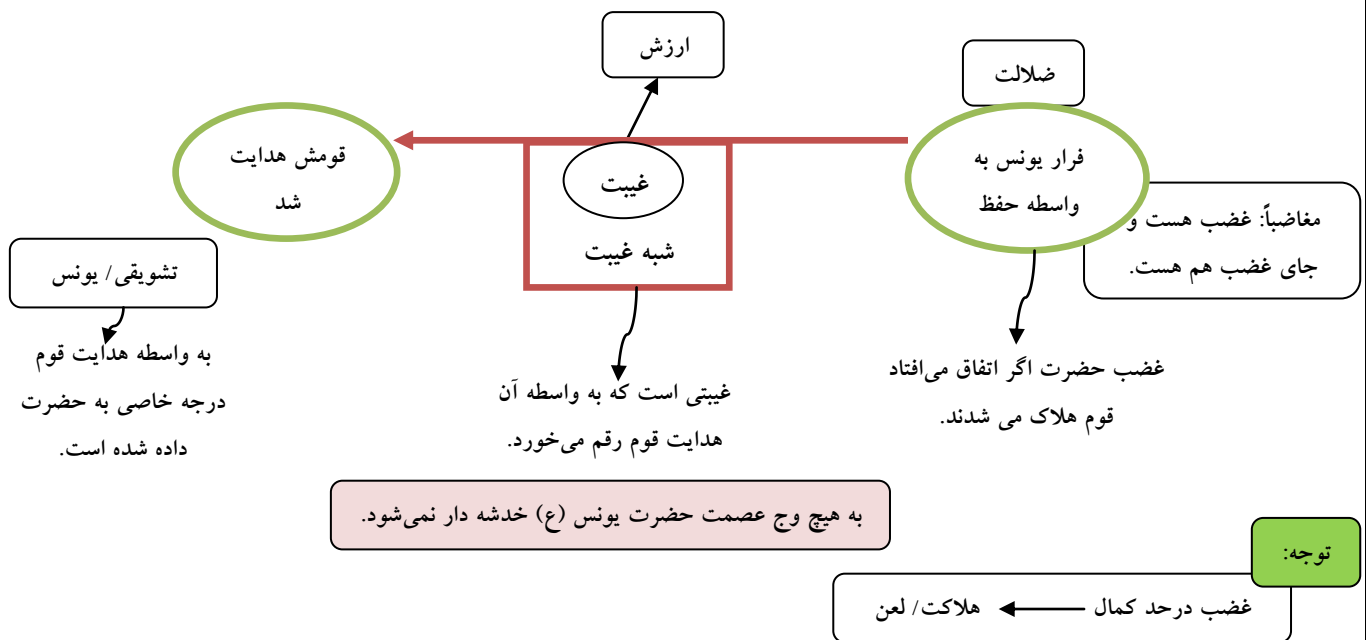 ارزش
ضلالت
فرار یونس به
واسطه حفظ
مغاضباً: غضب هست و
جای غضب هم هست.
غضب حضرت اگر اتفاق می‌افتاد
قوم هلاک می شدند.
غیبت
شبه غیبت
غیبتی است که به واسطه آن
هدایت قوم رقم می‌خورد.
قومش هدایت
شد
تشویقی/ یونس
به واسطه هدایت قوم
درجه خاصی به حضرت
داده شده است.
به هیچ وج عصمت حضرت یونس (ع) خدشه دار نمی‌شود.
توجه:
غضب درحد کمال
هلاکت/ لعن